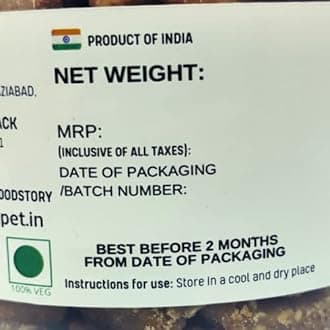 PRODUCT OF INDIA
NET WEIGHT:
ZIABAD,
ACK
1
MRP:
(INCLUSIVE OF ALL TAXES):
DATE OF PACKAGING
/BATCH NUMBER:
OODSTORY
pet.in
100% VEG
BEST BEFORE 2 MONTHS
FROM DATE OF PACKAGING
Instructions for use: Store in a cool and dry place